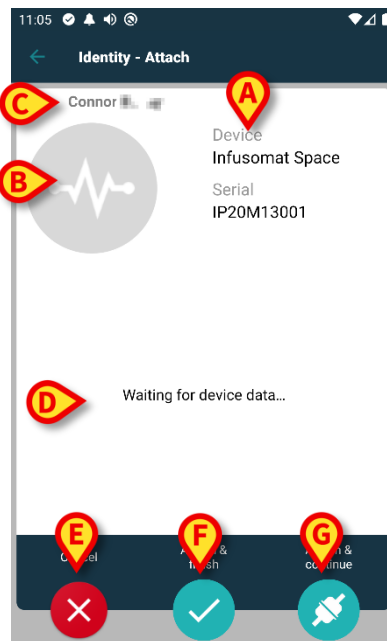 11:05
Identity - Attach
C
Connor
A
Device
Infusomat Space
B
Serial
IP20M13001
D
Waiting for device data...
E
F
G
&
&